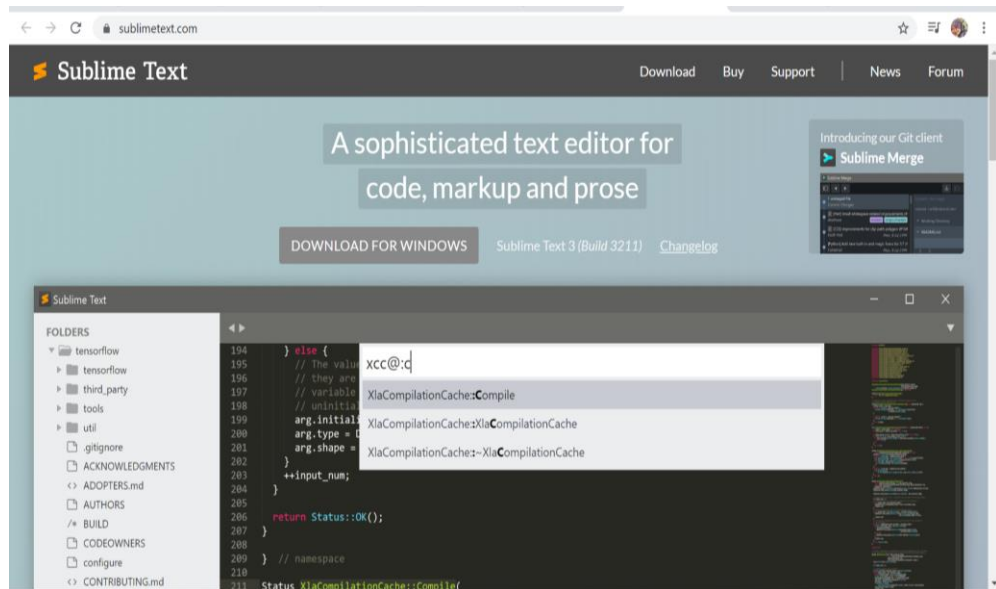 sublimetext.com
Sublime Text
Download Buy Support News Forum
A sophisticated text editor for
code, markup and prose
DOWNLOAD FOR WINDOWS Sublime Text 3 (Build 3211) Changelog
Introducing our Git client
Sublime Merge
Sublime Text
FOLDERS
tensorflow
tensorflow
third_party
tools
util
.gitignore
ACKNOWLEDGMENTS
<> ADOPTERS.md
AUTHORS
/* BUILD
CODEOWNERS
configure
<> CONTRIBUTING.md
xcc@:c
XlaCompilationCache::Compile
XlaCompilationCache::XlaCompilationCache
XlaCompilationCache::~XlaCompilationCache
194 } else {
195 // The value
196 // they are
197 // variable
198 //
199 arg.
200 arg.type =
201 arg.shape =
202 }
203 ++input_num;
204 }
205
206 return Status::OK();
207 }
208
209 } // namespace
210
211 Status XlaCompilationCache::Compile(